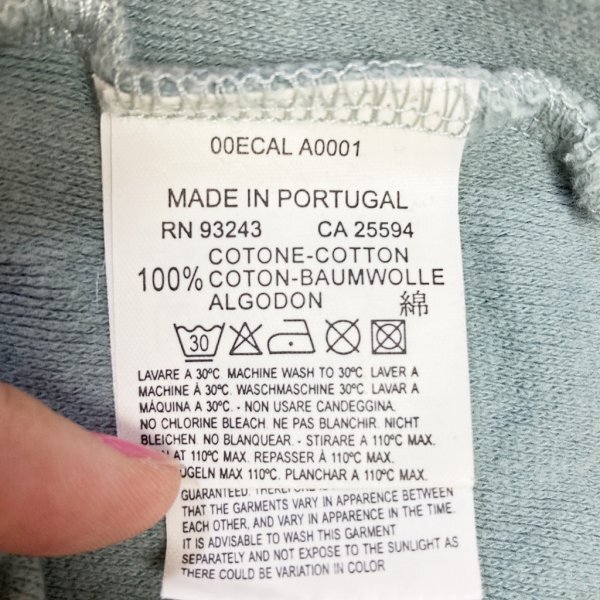 00ECAL A0001
MADE IN PORTUGAL
RN 93243 CA 25594
COTONE-COTTON
100% COTON-BAUMWOLLE
ALGODON 綿
30
LAVARE A 30ºC. MACHINE WASH TO 30ºC. LAVER A
MACHINE À 30ºC. WASCHMASCHINE 30ºC. LAVAR A
MÁQUINA A 30ºC. - NON USARE CANDEGGINA.
NO CHLORINE BLEACH. NE PAS BLANCHIR. NICHT
BLEICHEN. NO BLANQUEAR. - STIRARE A 110ºC MAX.
AT 110ºC MAX. REPASSER À 110ºC MAX.
MAX 110ºC. PLANCHAR A 110ºC MAX.
GUARANTEED.
THAT THE GARMENTS VARY IN APPARENCE BETWEEN
EACH OTHER, AND VARY IN APPARENCE IN THE TIME.
IT IS ADVISABLE TO WASH THIS GARMENT
SEPARATELY AND NOT EXPOSE TO THE SUNLIGHT AS
THERE COULD BE VARIATION IN COLOR